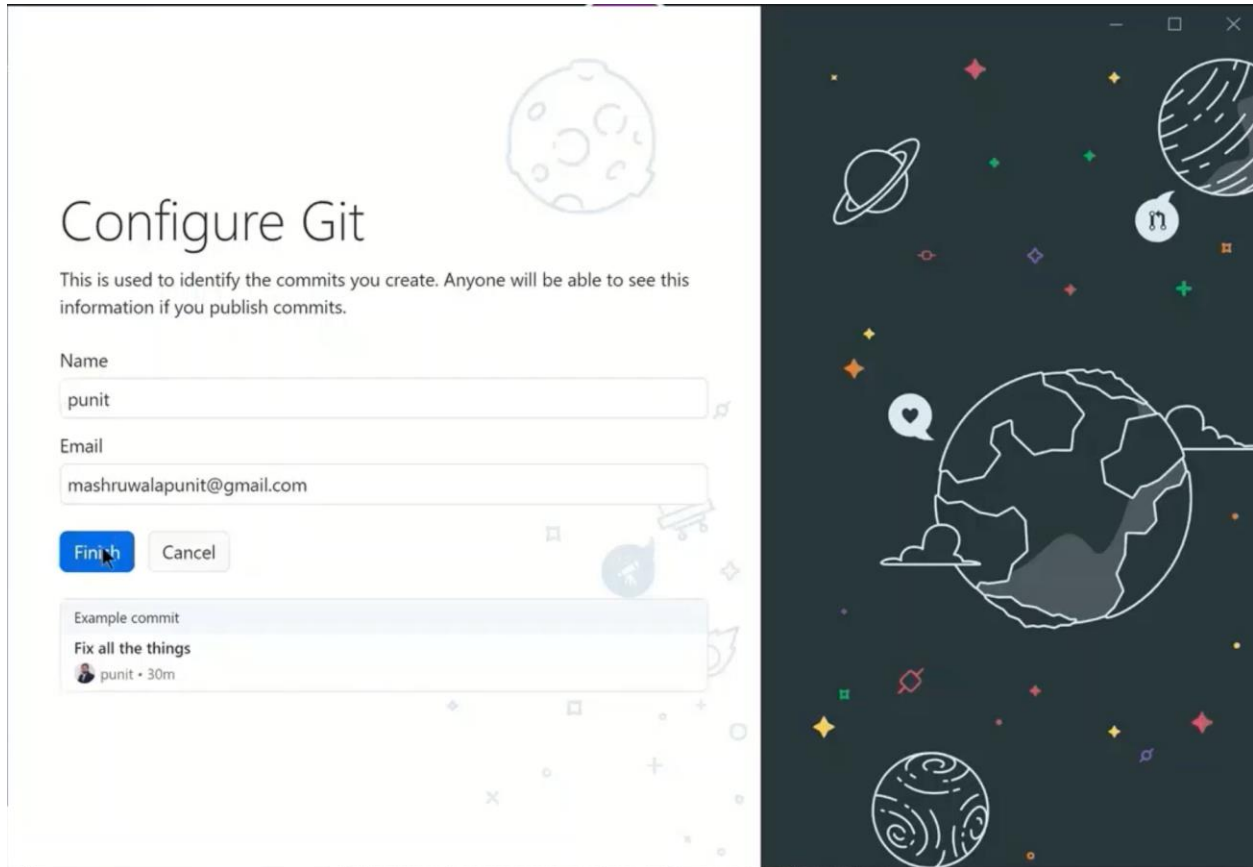 Configure Git
This is used to identify the commits you create. Anyone will be able to see this
information if you publish commits.
Name
punit
Email
mashruwalapunit@gmail.com
Finish Cancel
Example commit
Fix all the things
punit • 30m